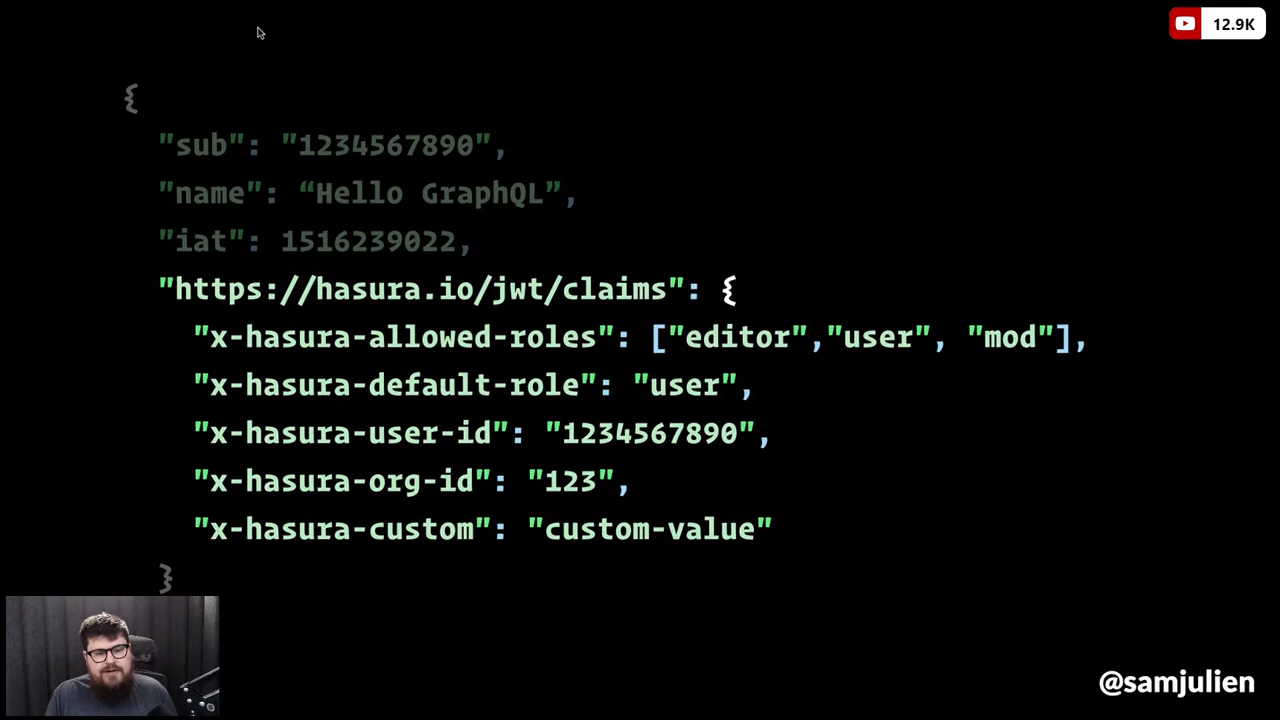 12.9K
{
"sub": "1234567890",
"name": “Hello GraphQL”,
"iat": 1516239022,
"https://hasura.io/jwt/claims": {
"x-hasura-allowed-roles": ["editor","user", "mod"],
"x-hasura-default-role": "user",
"x-hasura-user-id": "1234567890",
"x-hasura-org-id": "123",
"x-hasura-custom": "custom-value"
}
@samjulien